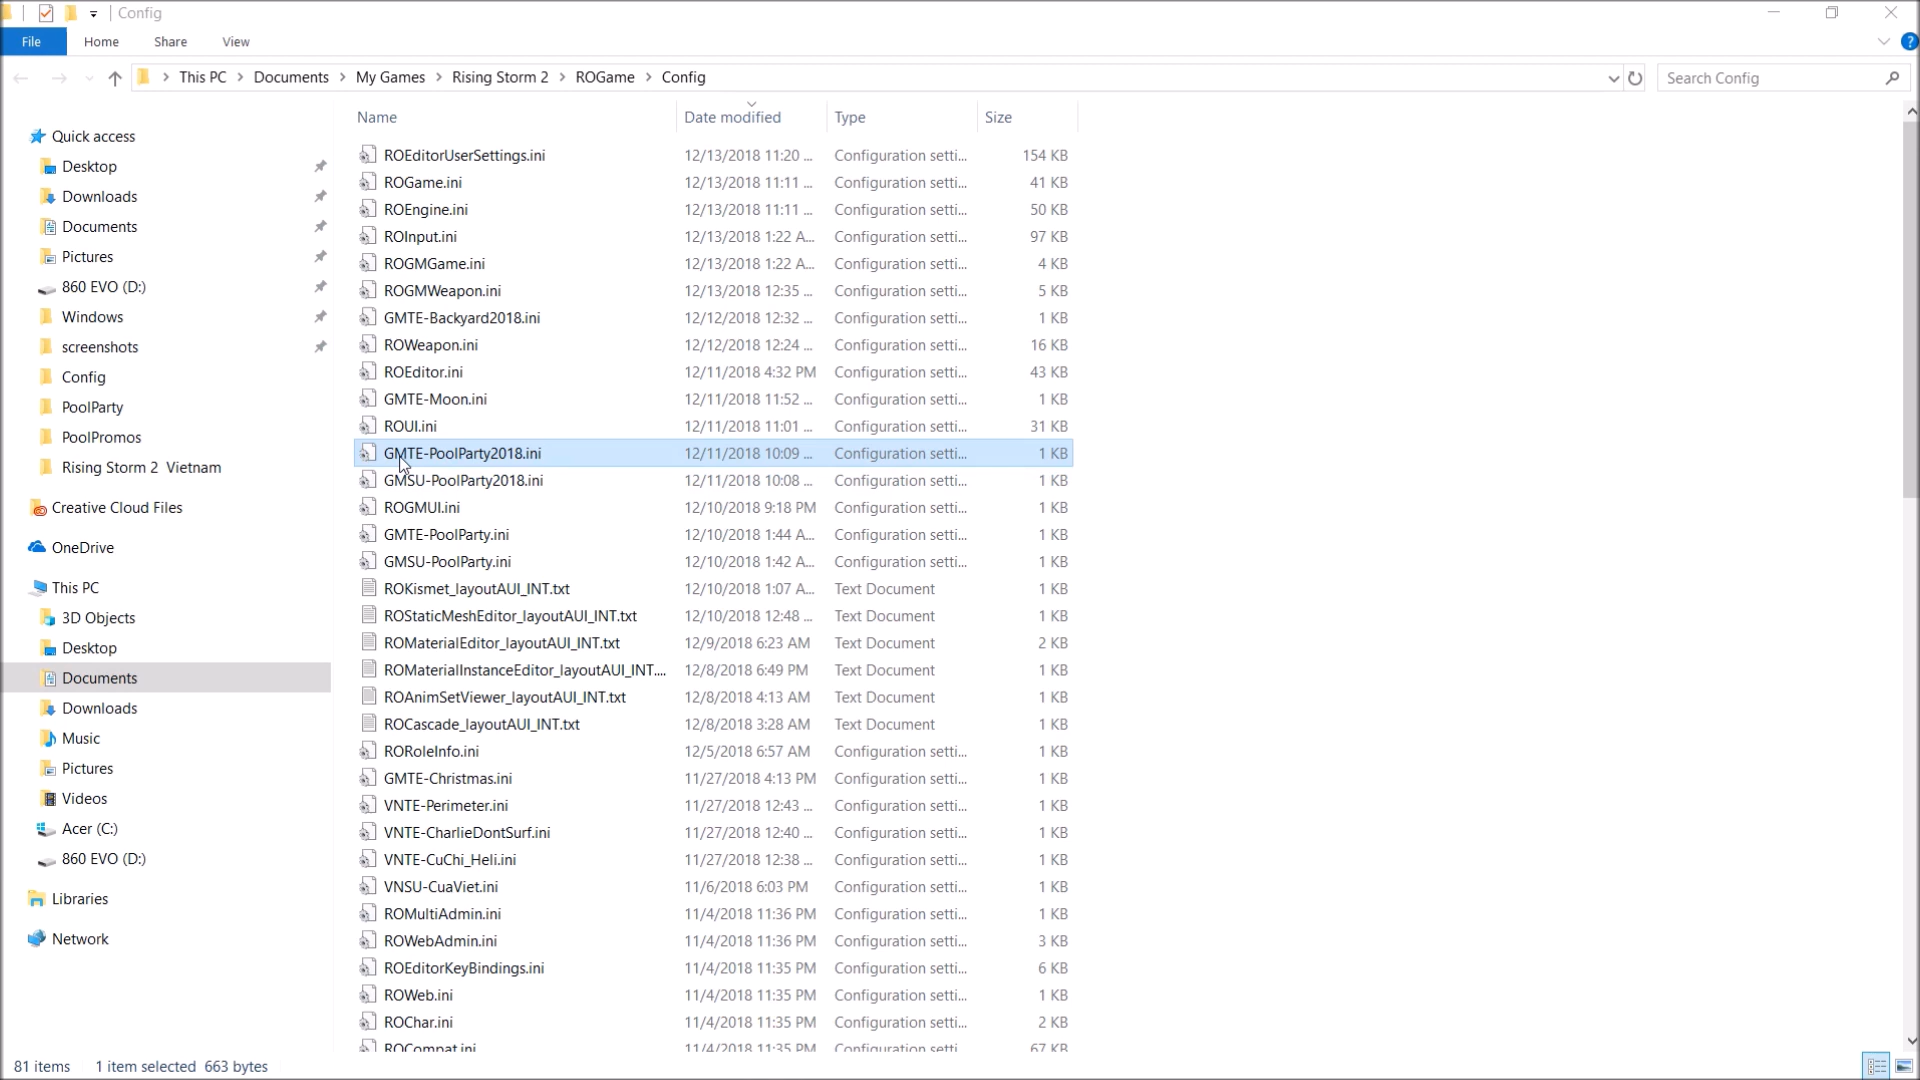 Config
File Home Share View
This PC Documents My Games Rising Storm 2 ROGame Config Search Config
Name Date modified Type Size
Quick access
Desktop
Downloads
Documents
Pictures
860 EVO (D:)
Windows
screenshots
Config
PoolParty
PoolPromos
Rising Storm 2 Vietnam
Creative Cloud Files
OneDrive
This PC
3D Objects
Desktop
Documents
Downloads
Music
Pictures
Videos
Acer (C:)
860 EVO (D:)
Libraries
Network
ROEditorUserSettings.ini 12/13/2018 11:20 ... Configuration setti... 154 KB
ROGame.ini 12/13/2018 11:11 ... Configuration setti... 41 KB
ROEngine.ini 12/13/2018 11:11 ... Configuration setti... 50 KB
ROInput.ini 12/13/2018 1:22 A... Configuration setti... 97 KB
ROGMGame.ini 12/13/2018 1:22 A... Configuration setti... 4 KB
ROGMWeapon.ini 12/13/2018 12:35 ... Configuration setti... 5 KB
GMTE-Backyard2018.ini 12/12/2018 12:32 ... Configuration setti... 1 KB
ROWeapon.ini 12/12/2018 12:24 ... Configuration setti... 16 KB
ROEditor.ini 12/11/2018 4:32 PM Configuration setti... 43 KB
GMTE-Moon.ini 12/11/2018 11:52 ... Configuration setti... 1 KB
ROUI.ini 12/11/2018 11:01 ... Configuration setti... 31 KB
GMTE-PoolParty2018.ini 12/11/2018 10:09 ... Configuration setti... 1 KB
GMSU-PoolParty2018.ini 12/11/2018 10:08 ... Configuration setti... 1 KB
ROGMUI.ini 12/10/2018 9:18 PM Configuration setti... 1 KB
GMTE-PoolParty.ini 12/10/2018 1:44 A... Configuration setti... 1 KB
GMSU-PoolParty.ini 12/10/2018 1:42 A... Configuration setti... 1 KB
ROKismet_layoutAUI_INT.txt 12/10/2018 1:07 A... Text Document 1 KB
ROStaticMeshEditor_layoutAUI_INT.txt 12/10/2018 12:48 ... Text Document 1 KB
ROMaterialEditor_layoutAUI_INT.txt 12/9/2018 6:23 AM Text Document 2 KB
ROMaterialInstanceEditor_layoutAUI_INT.... 12/8/2018 6:49 PM Text Document 1 KB
ROAnimSetViewer_layoutAUI_INT.txt 12/8/2018 4:13 AM Text Document 1 KB
ROCascade_layoutAUI_INT.txt 12/8/2018 3:28 AM Text Document 1 KB
RORoleInfo.ini 12/5/2018 6:57 AM Configuration setti... 1 KB
GMTE-Christmas.ini 11/27/2018 4:13 PM Configuration setti... 1 KB
VNTE-Perimeter.ini 11/27/2018 12:43 ... Configuration setti... 1 KB
VNTE-CharlieDontSurf.ini 11/27/2018 12:40 ... Configuration setti... 1 KB
VNTE-CuChi_Heli.ini 11/27/2018 12:38 ... Configuration setti... 1 KB
VNSU-CuaViet.ini 11/6/2018 6:03 PM Configuration setti... 1 KB
ROMultiAdmin.ini 11/4/2018 11:36 PM Configuration setti... 1 KB
ROWebAdmin.ini 11/4/2018 11:36 PM Configuration setti... 3 KB
ROEditorKeyBindings.ini 11/4/2018 11:35 PM Configuration setti... 6 KB
ROWeb.ini 11/4/2018 11:35 PM Configuration setti... 1 KB
ROChar.ini 11/4/2018 11:35 PM Configuration setti... 2 KB
ROCompat.ini 11/4/2018 11:35 PM Configuration setti... 67 KB
81 items 1 item selected 663 bytes